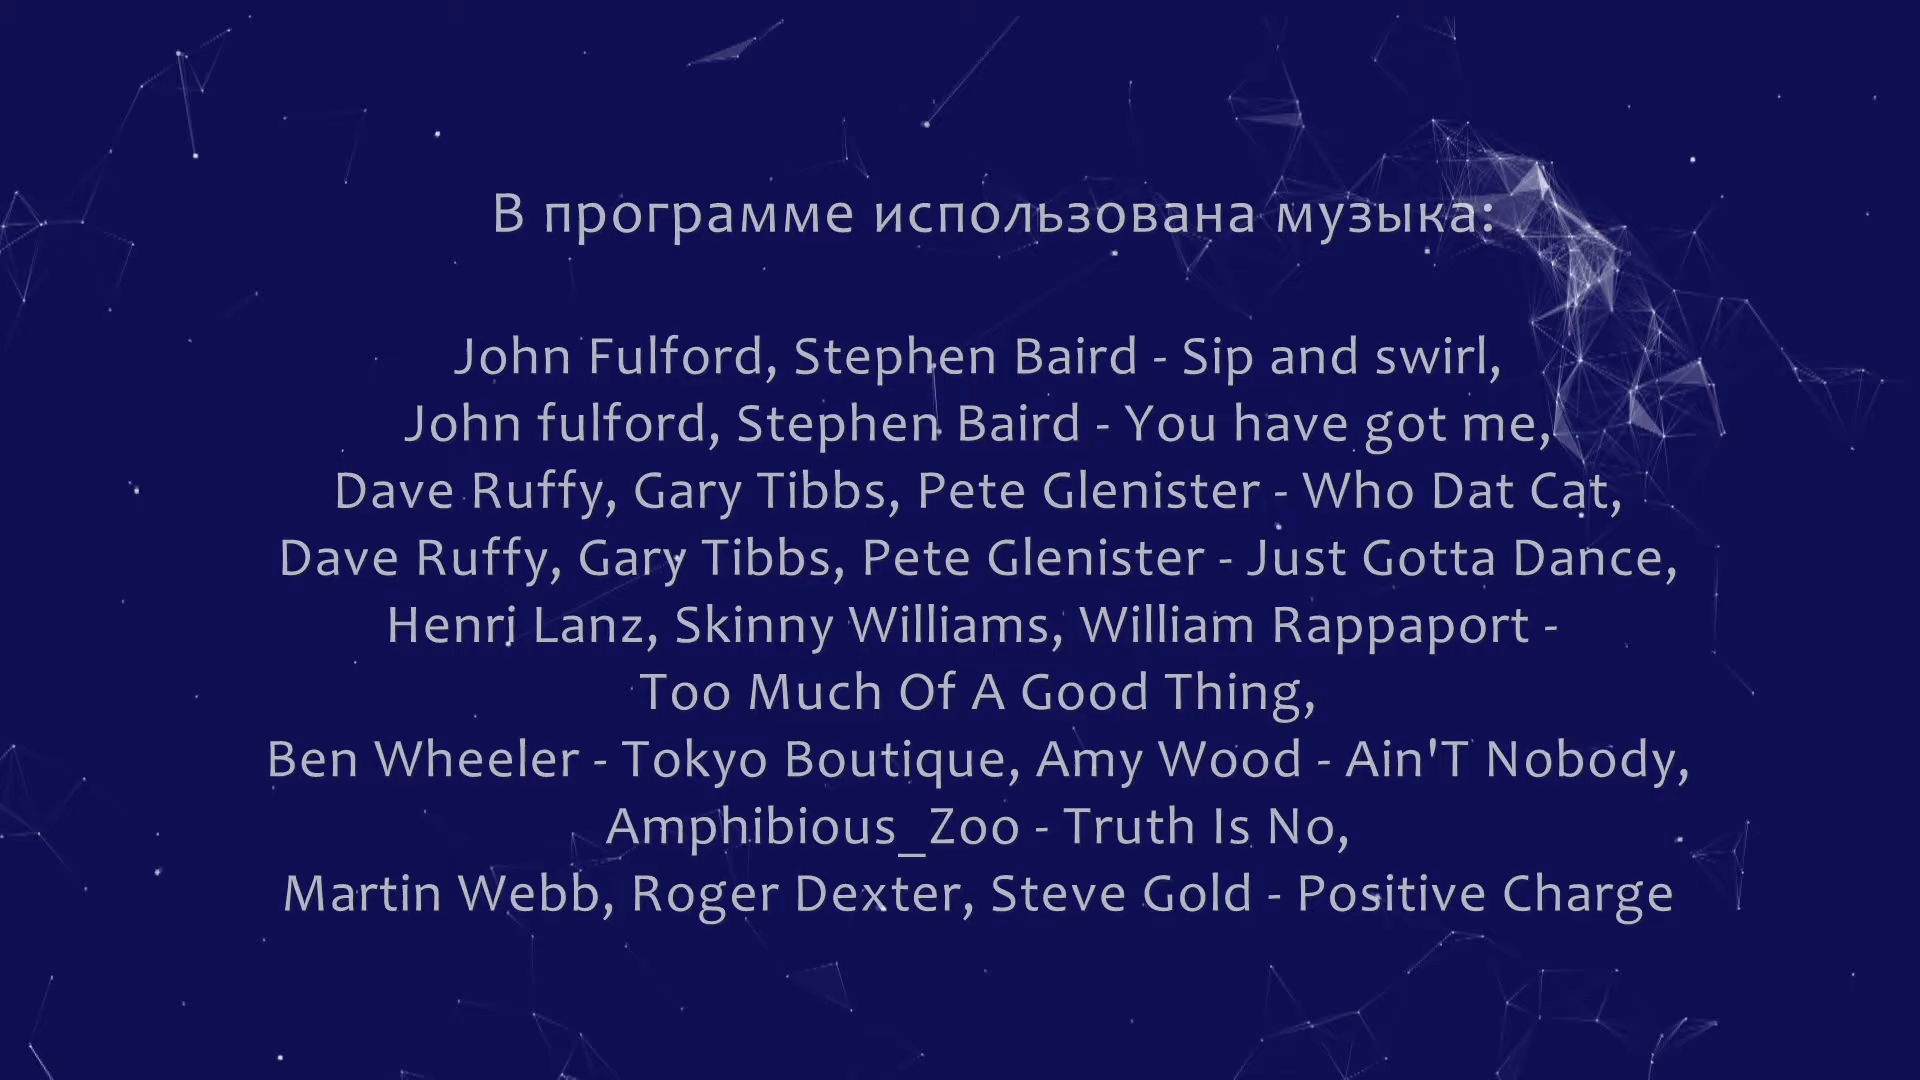 В программе использована музыка:
John Fulford, Stephen Baird - Sip and swirl,
John fulford, Stephen Baird - You have got me,
Dave Ruffy, Gary Tibbs, Pete Glenister - Who Dat Cat,
Dave Ruffy, Gary Tibbs, Pete Glenister - Just Gotta Dance,
Henri Lanz, Skinny Williams, William Rappaport -
Too Much Of A Good Thing,
Ben Wheeler - Tokyo Boutique, Amy Wood - Ain'T Nobody,
Amphibious_Zoo - Truth Is No,
Martin Webb, Roger Dexter, Steve Gold - Positive Charge